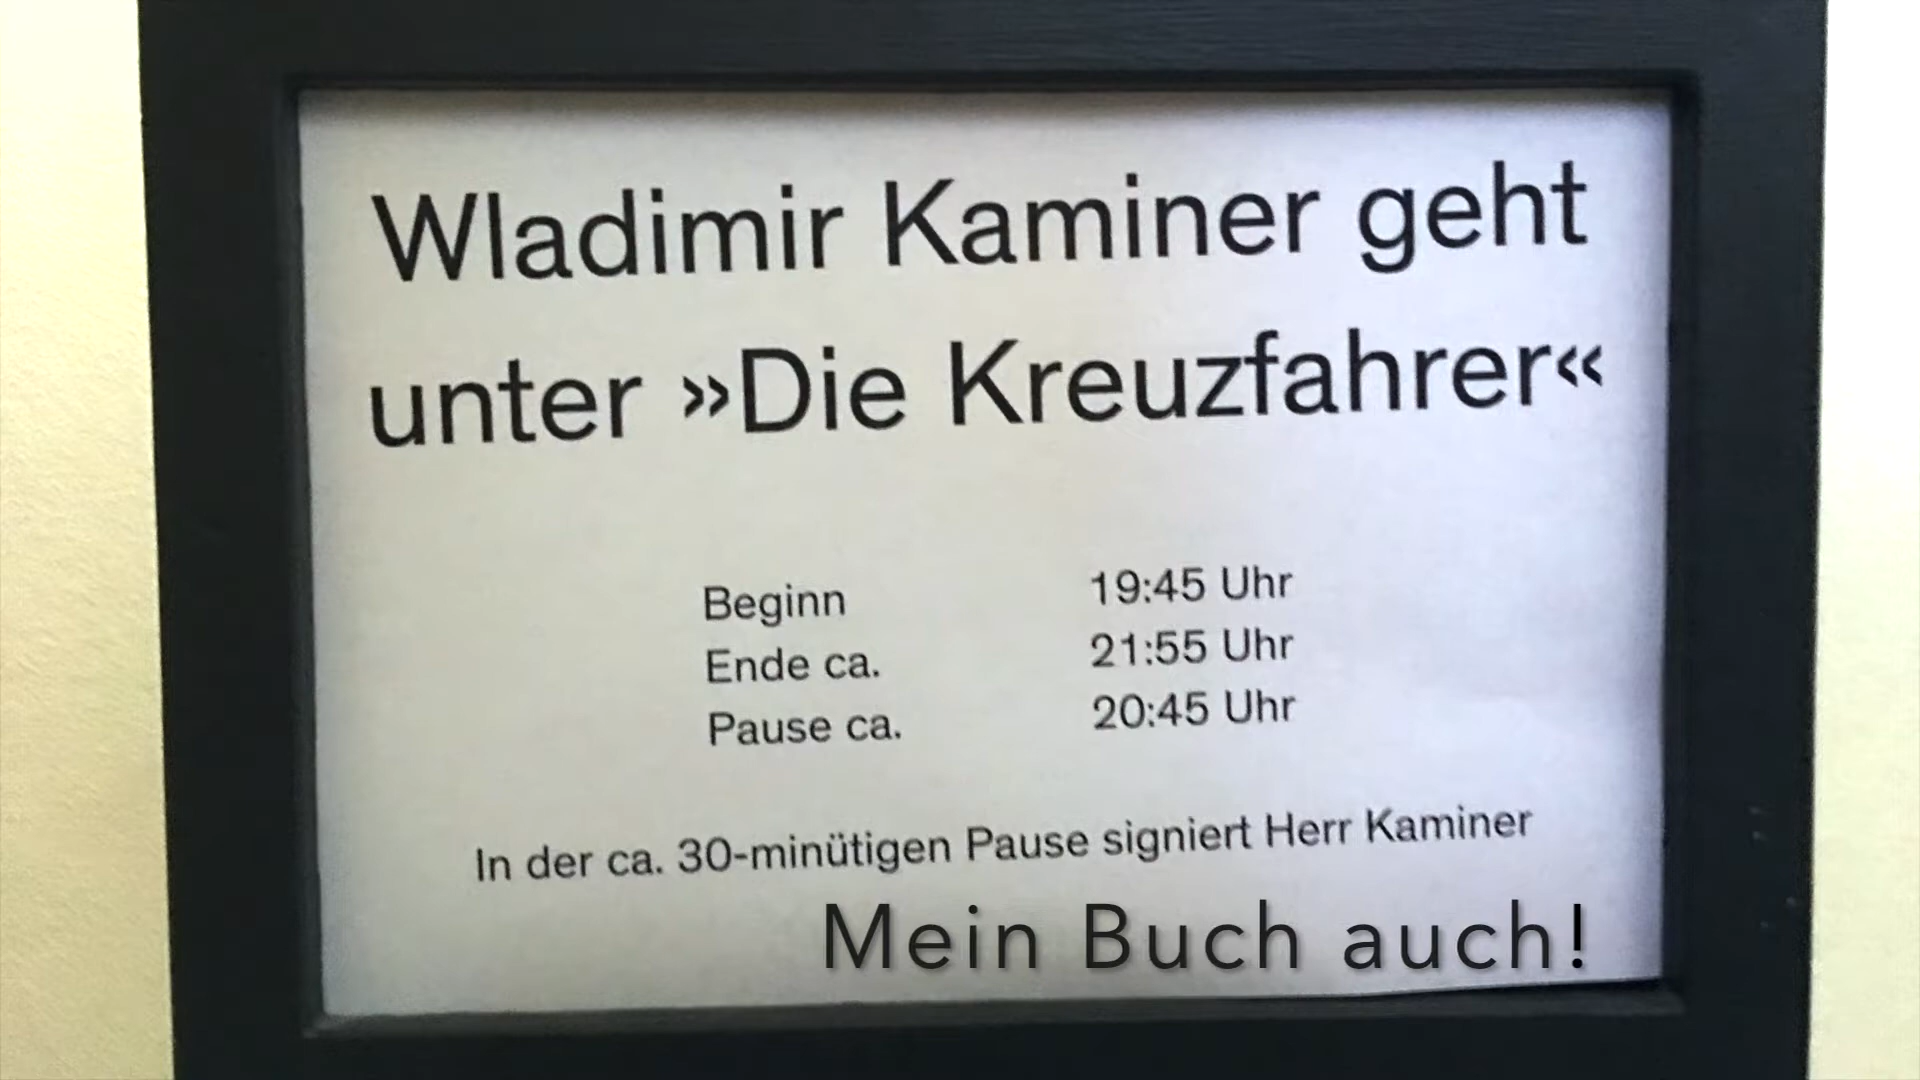 Wladimir Kaminer geht
unter »Die Kreuzfahrer«
Beginn 19:45 Uhr
Ende ca. 21:55 Uhr
Pause ca. 20:45 Uhr
In der ca. 30-minütigen Pause signiert Herr Kaminer
Mein Buch auch!